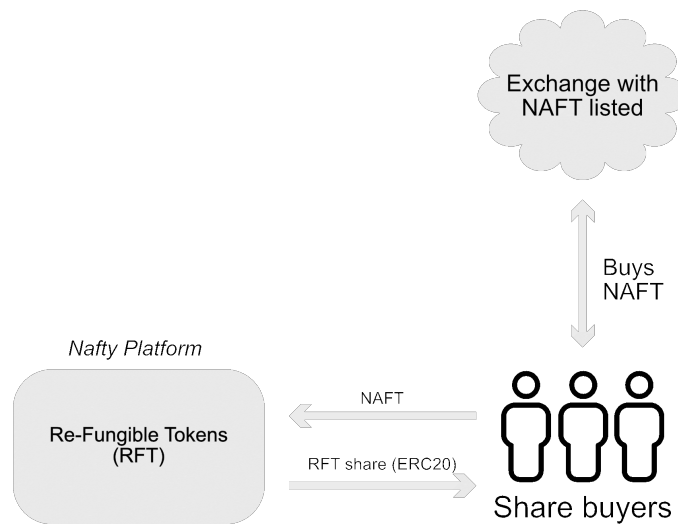 Exchange with
NAFT listed
Buys
NAFT
Nafty Platform
NAFT
Re-Fungible Tokens
(RFT)
RFT share (ERC20)
Share buyers